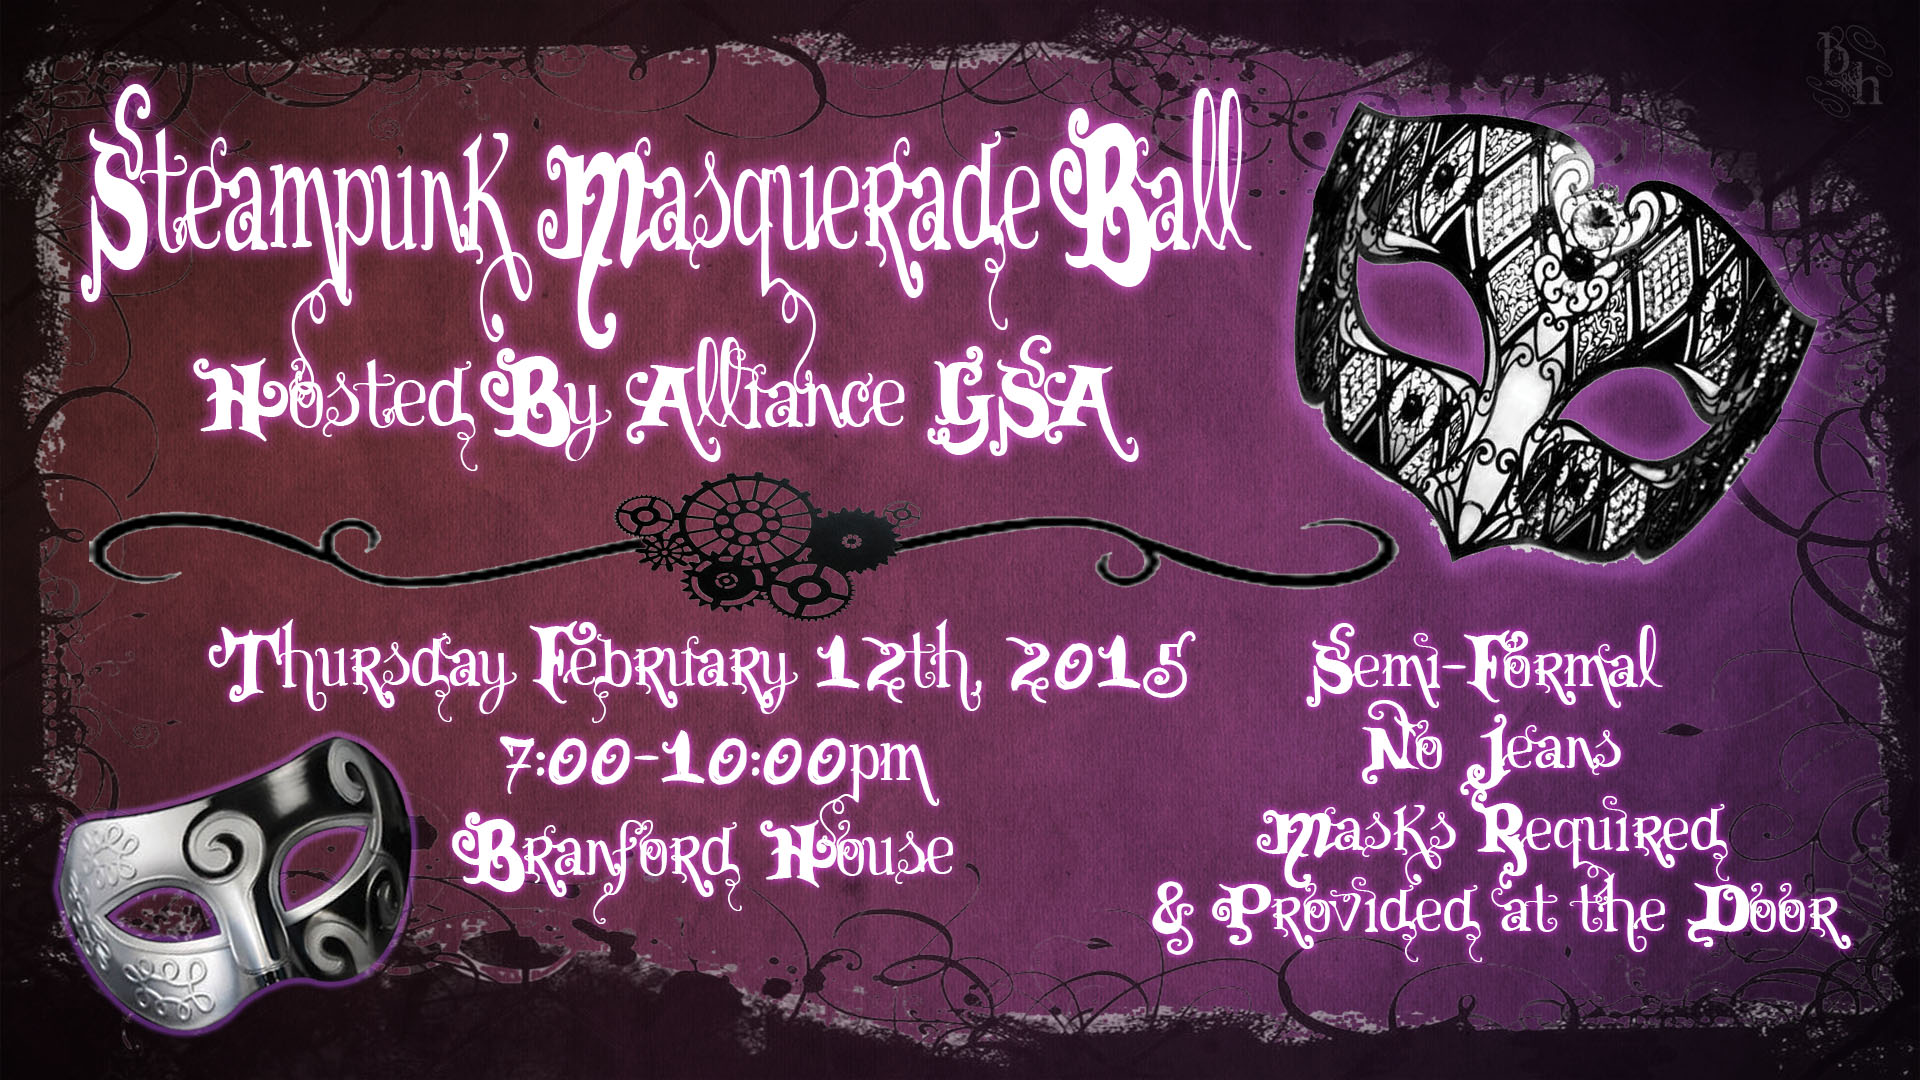 Steampunk Masquerade Ball
Hosted By Alliance GSA
Thursday February 12th, 2015
7:00-10:00pm
Branford House
Semi-Formal
No Jeans
Masks Required
& Provided at the Door
bh